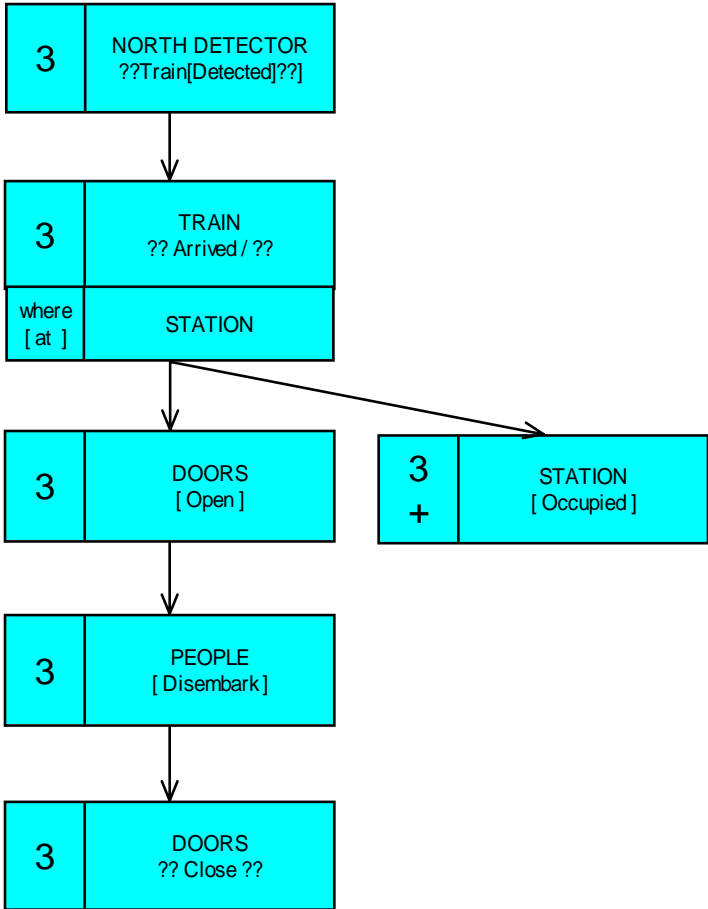 3
NORTH DETECTOR
??Train[Detected]??]
3
TRAIN
?? Arrived / ??
where
[ at ]
STATION
3
DOORS
[ Open ]
3
+
STATION
[ Occupied ]
3
PEOPLE
[ Disembark ]
3
DOORS
?? Close ??